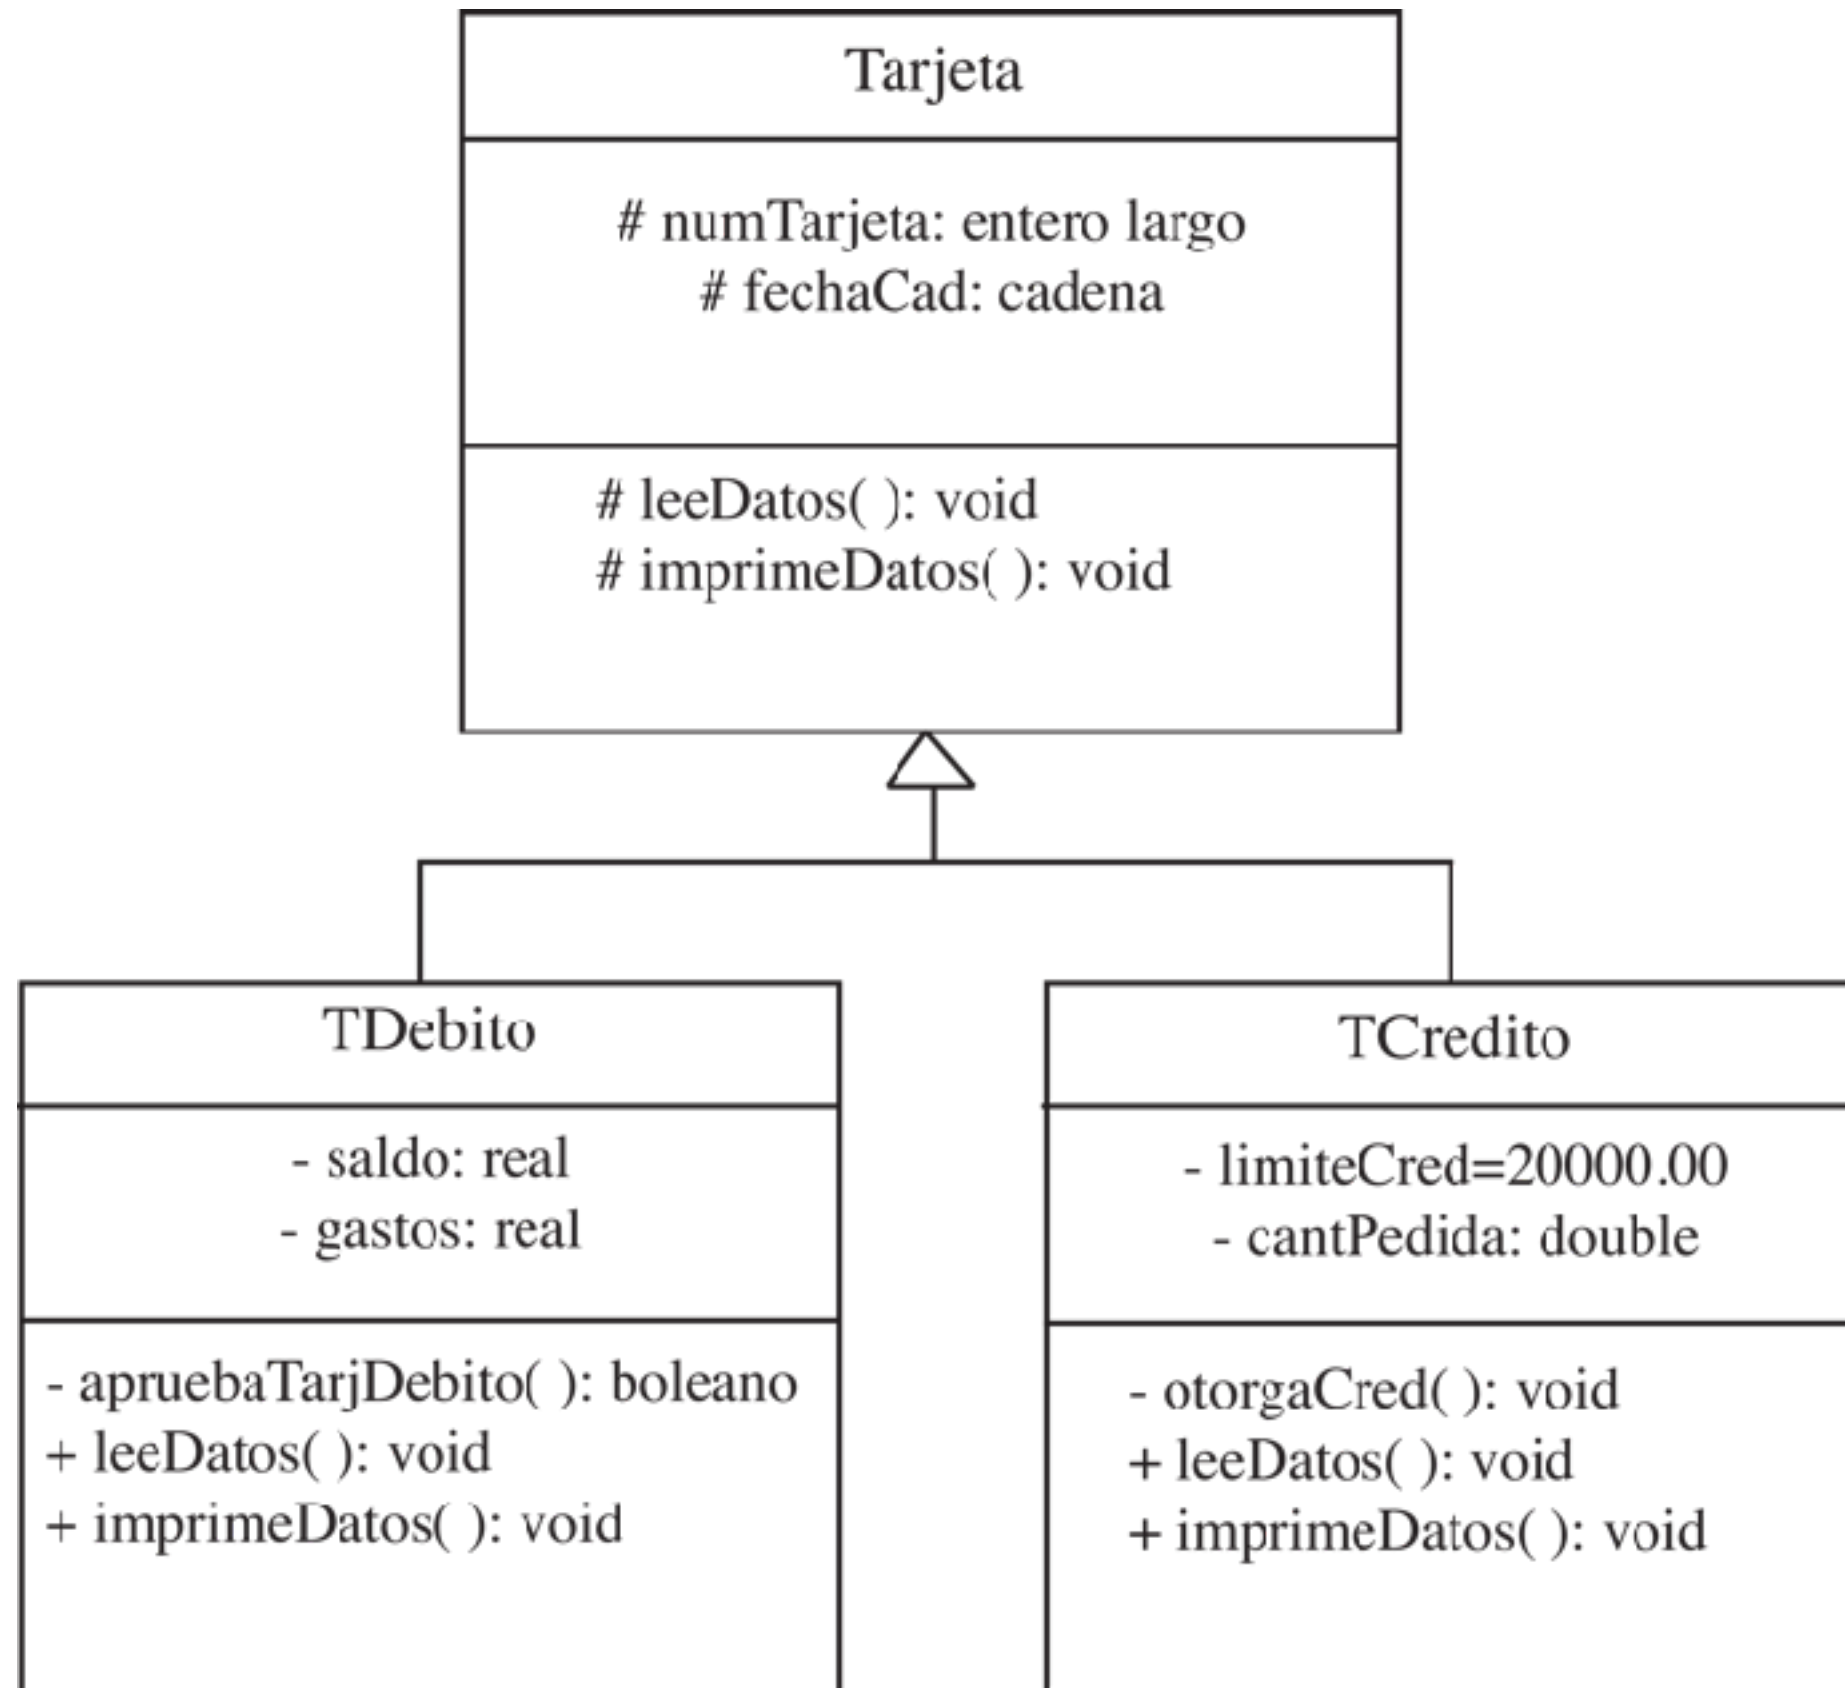 Tarjeta
# numTarjeta: entero largo
# fechaCad: cadena
# leeDatos( ): void
# imprimeDatos( ): void
TDebito
- saldo: real
- gastos: real
- apruebaTarjDebito( ): boleano
+ leeDatos( ): void
+ imprimeDatos( ): void
TCredito
- limiteCred=20000.00
- cantPedida: double
- otorgaCred( ): void
+ leeDatos( ): void
+ imprimeDatos( ): void